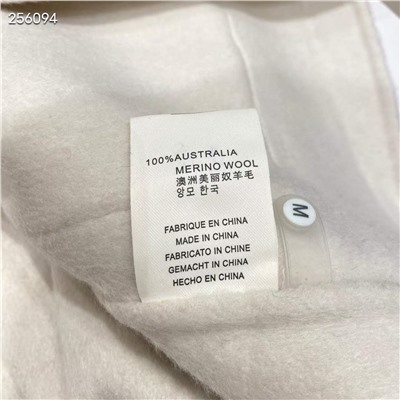 256094
100%AUSTRALIA
MERINO WOOL
澳洲美丽奴羊毛
앙모 한국
FABRIQUE EN CHINA
MADE IN CHINA
FABRICATO IN CHINE
GEMACHT IN CHINA
HECHO EN CHINA
M